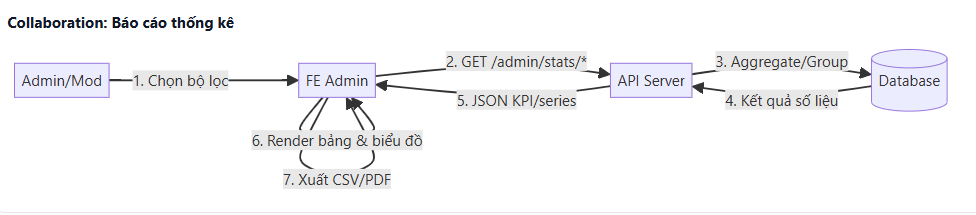 Collaboration: Báo cáo thống kê
Admin/Mod
1. Chọn bộ lọc
FE Admin
2. GET /admin/stats/*
5. JSON KPI/series
API Server
3. Aggregate/Group
4. Kết quả số liệu
Database
6. Render bảng & biểu đồ
7. Xuất CSV/PDF